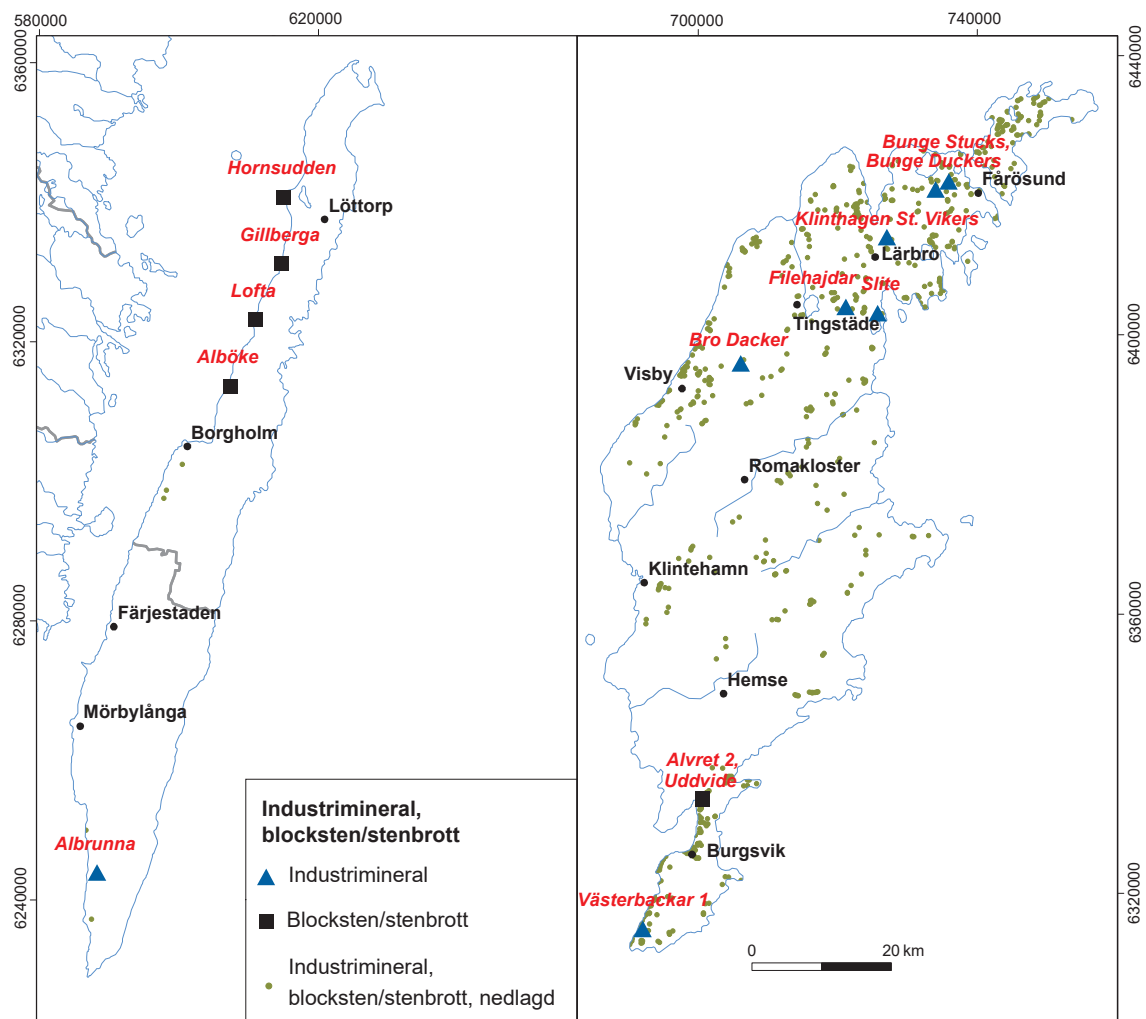 580000
620000
700000
740000
6360000
6320000
6280000
6240000
6440000
6400000
6360000
6320000
Hornsudden
Löttorp
Gillberga
Lofta
Alböke
Borgholm
Färjestaden
Mörbylånga
Albrunna
Industrimineral,
blocksten/stenbrott
Industrimineral
Blocksten/stenbrott
Industrimineral,
blocksten/stenbrott, nedlagd
Bunge Stucks,
Bunge Duckers
Fårösund
Klinthagen St. Vikers
Lärbro
Filehajdar
Slite
Tingstäde
Bro Dacker
Visby
Romakloster
Klintehamn
Hemse
Alvret 2,
Uddvide
Burgsvik
Västerbackar 1
0
20 km